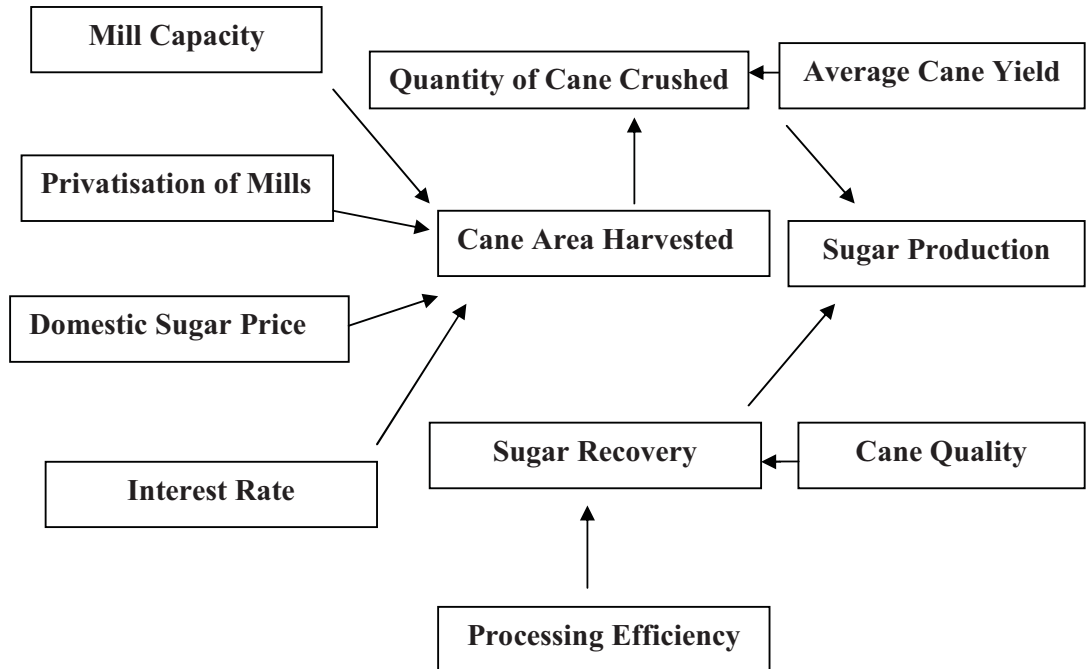 Mill Capacity
Quantity of Cane Crushed
Average Cane Yield
Privatisation of Mills
Cane Area Harvested
Sugar Production
Domestic Sugar Price
Sugar Recovery
Cane Quality
Interest Rate
Processing Efficiency